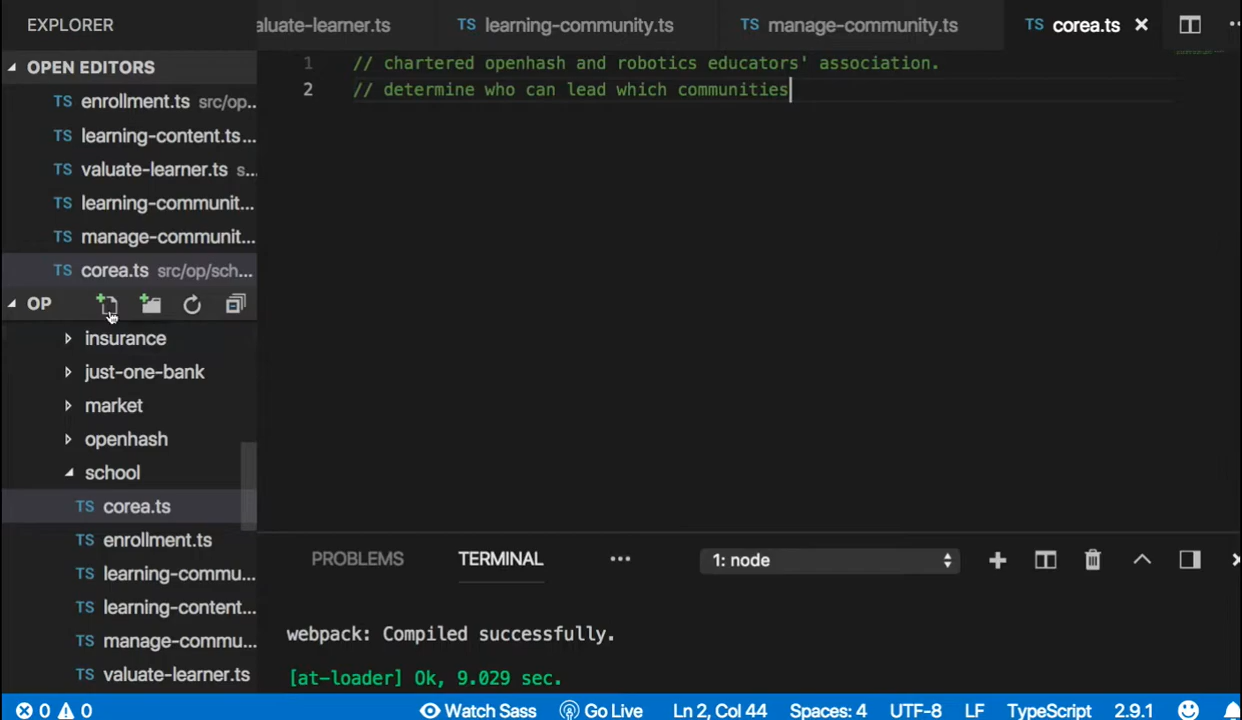 EXPLORER
OPEN EDITORS
TS enrollment.ts src/op...
TS learning-content.ts...
TS valuate-learner.ts s...
TS learning-communit...
TS manage-communit...
TS corea.ts src/op/sch...
OP
insurance
just-one-bank
market
openhash
school
TS corea.ts
TS enrollment.ts
TS learning-commu...
TS learning-content...
TS manage-commu...
TS valuate-learner.ts
aluate-learner.ts TS learning-community.ts TS manage-community.ts TS corea.ts
1 // chartered openhash and robotics educators' association.
2 // determine who can lead which communities
PROBLEMS TERMINAL ... 1: node
webpack: Compiled successfully.
[at-loader] Ok, 9.029 sec.
0 0 Watch Sass Go Live Ln 2, Col 44 Spaces: 4 UTF-8 LF TypeScript 2.9.1